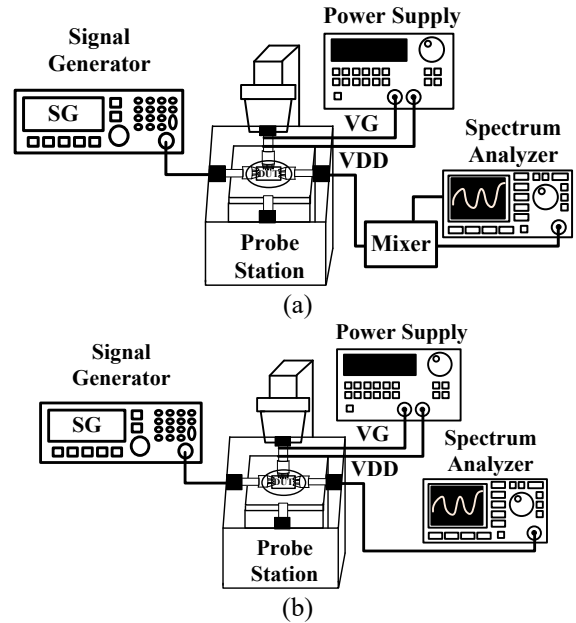 Power Supply
Signal
Generator
SG
VG
Spectrum
Analyzer
VDD
DUT
Mixer
Probe
Station
(a)
Power Supply
Signal
Generator
SG
VG
Spectrum
Analyzer
VDD
DUT
Probe
Station
(b)